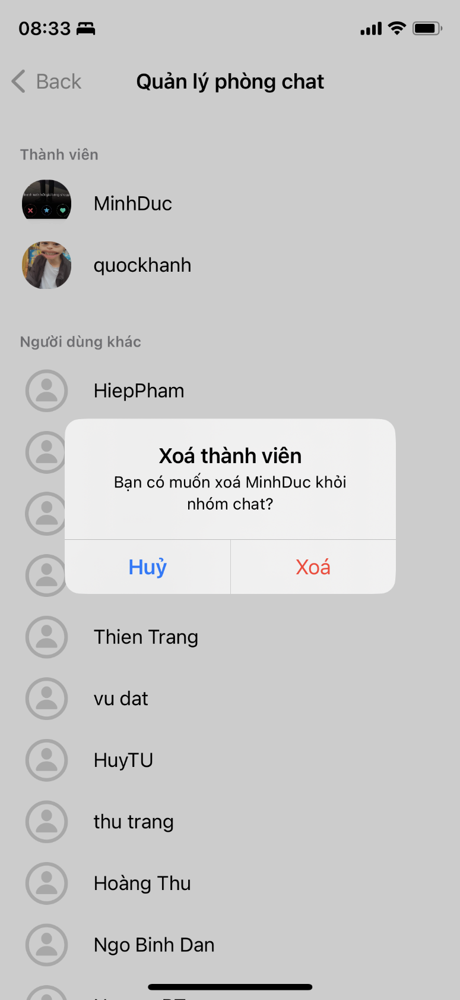 08:33
Back
Quản lý phòng chat
Thành viên
MinhDuc
quockhanh
Người dùng khác
HiepPham
Xoá thành viên
Bạn có muốn xoá MinhDuc khỏi
nhóm chat?
Huỷ
Xoá
Thien Trang
vu dat
HuyTU
thu trang
Hoàng Thu
Ngo Binh Dan